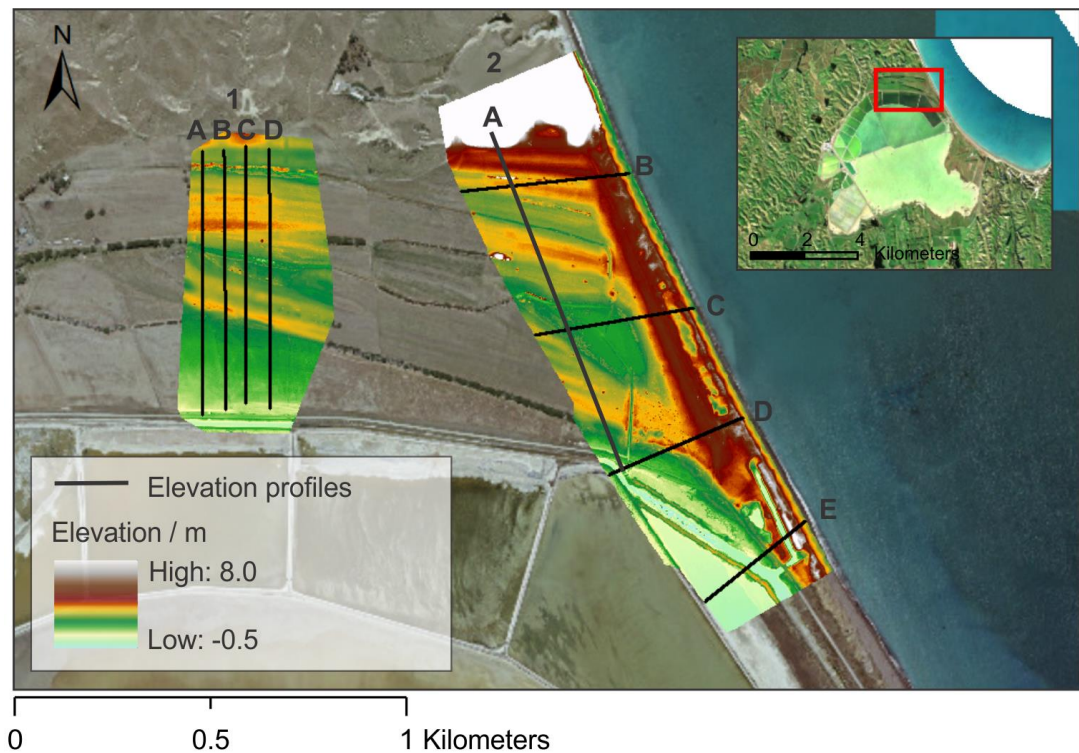 N
1
A B C D
2
A
B
C
D
E
0 2 4 Kilometers
Elevation profiles
Elevation / m
High: 8.0
Low: -0.5
0 0.5 1 Kilometers